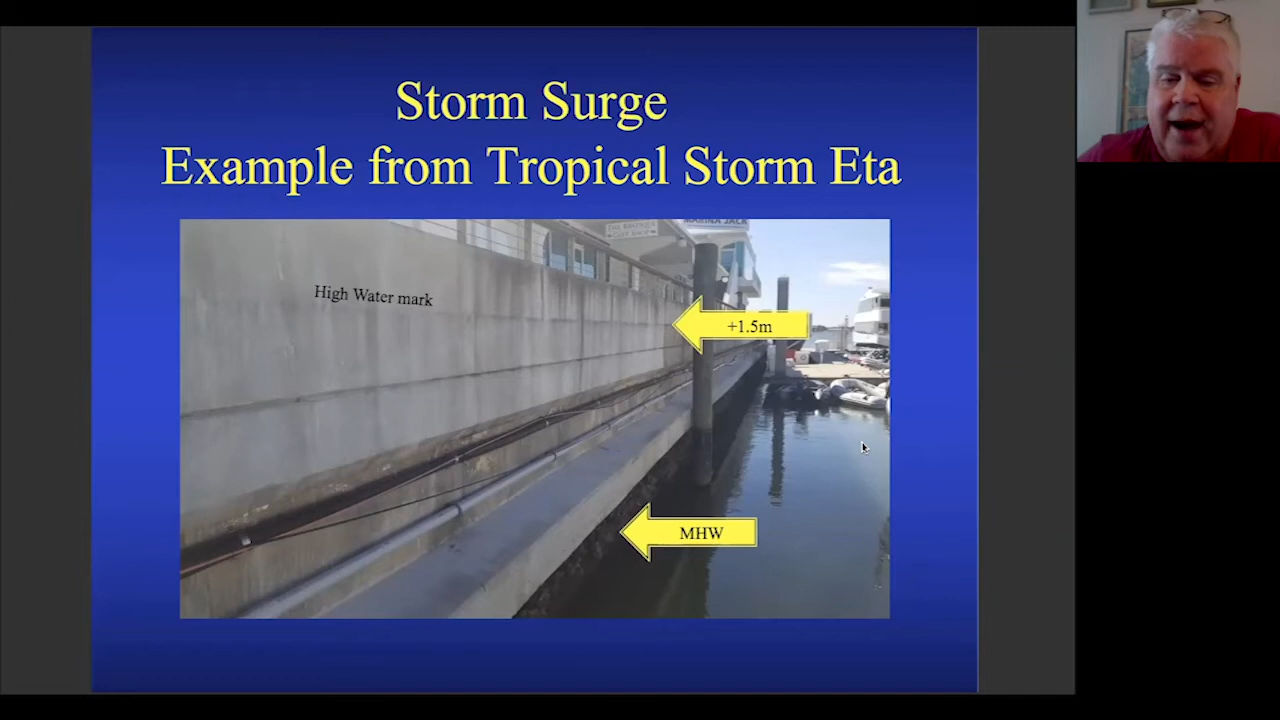 Storm Surge
Example from Tropical Storm Eta
MARINA JACK
High Water mark
+1.5m
MHW